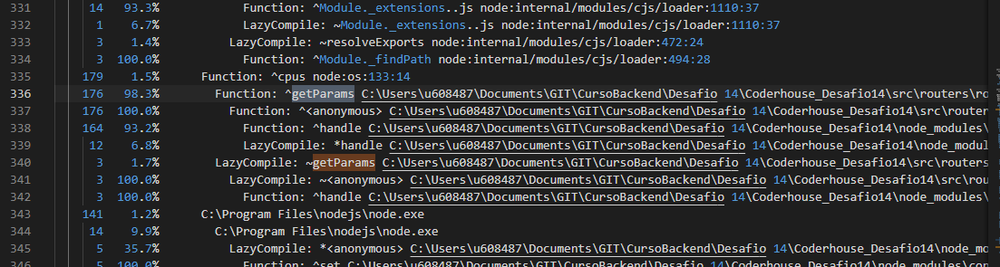 331 14 93.3% Function: ^Module._extensions..js node:internal/modules/cjs/loader:1110:37
332 1 6.7% LazyCompile: ~Module._extensions..js node:internal/modules/cjs/loader:1110:37
333 3 1.4% LazyCompile: ~resolveExports node:internal/modules/cjs/loader:472:24
334 3 100.0% Function: ^Module._findPath node:internal/modules/cjs/loader:494:28
335 179 1.5% Function: ^cpus node:os:133:14
336 176 98.3% Function: ^getParams C:\Users\u608487\Documents\GIT\CursoBackend\Desafio 14\Coderhouse_Desafio14\src\routers\ro
337 176 100.0% Function: ^<anonymous> C:\Users\u608487\Documents\GIT\CursoBackend\Desafio 14\Coderhouse_Desafio14\src\router
338 164 93.2% Function: ^handle C:\Users\u608487\Documents\GIT\CursoBackend\Desafio 14\Coderhouse_Desafio14\node_modu
339 12 6.8% LazyCompile: *handle C:\Users\u608487\Documents\GIT\CursoBackend\Desafio 14\Coderhouse_Desafio14\node_modul
340 3 1.7% LazyCompile: ~getParams C:\Users\u608487\Documents\GIT\CursoBackend\Desafio 14\Coderhouse_Desafio14\src\routers
341 3 100.0% LazyCompile: ~<anonymous> C:\Users\u608487\Documents\GIT\CursoBackend\Desafio 14\Coderhouse_Desafio14\src\rou
342 3 100.0% Function: ^handle C:\Users\u608487\Documents\GIT\CursoBackend\Desafio 14\Coderhouse_Desafio14\node_modules\
343 141 1.2% C:\Program Files\nodejs\node.exe
344 14 9.9% C:\Program Files\nodejs\node.exe
345 5 35.7% LazyCompile: *<anonymous> C:\Users\u608487\Documents\GIT\CursoBackend\Desafio 14\Coderhouse_Desafio14\node_mo
346 5 100.0% Function: ^set C:\Users\u608487\Documents\GIT\CursoBackend\Desafio 14\Coderhouse_Desafio14\node_modules\con